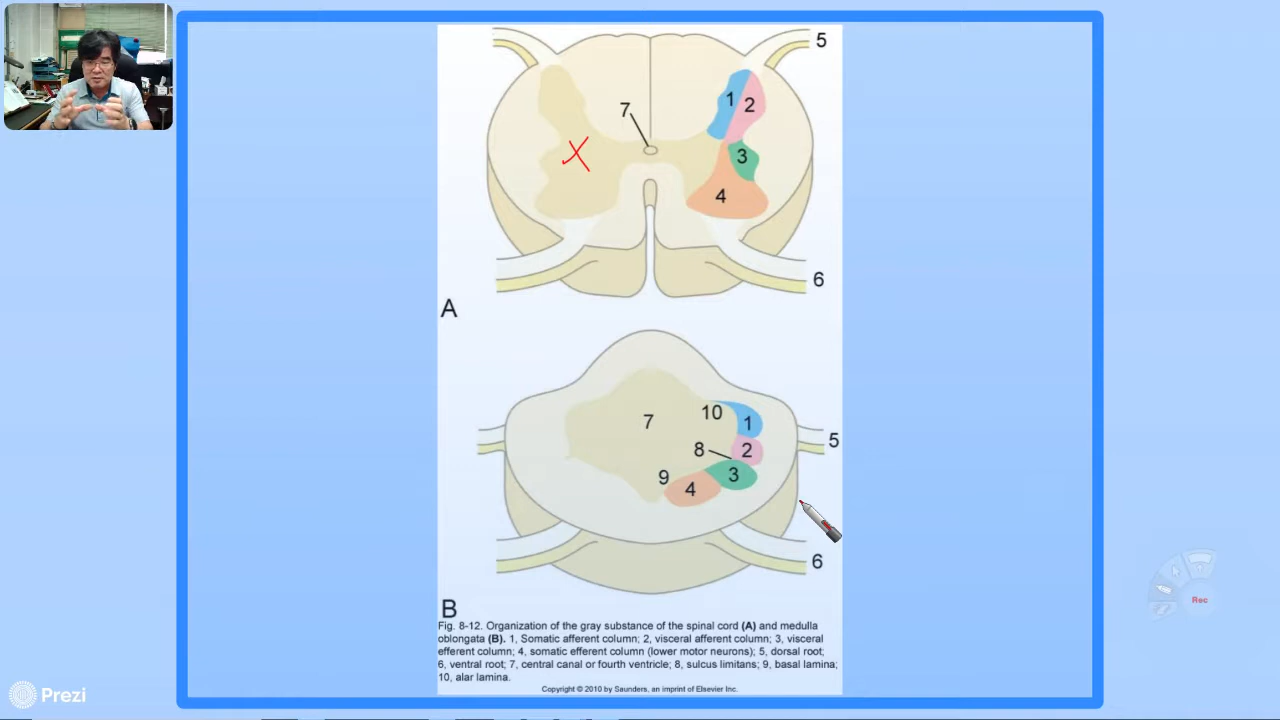 5
1
2
7
3
4
6
A
7
10
1
5
8
2
9
3
4
6
B
Fig. 8-12. Organization of the gray substance of the spinal cord (A) and medulla
oblongata (B). 1, Somatic afferent column; 2, visceral afferent column; 3, visceral
efferent column; 4, somatic efferent column (lower motor neurons); 5, dorsal root;
6, ventral root; 7, central canal or fourth ventricle; 8, sulcus limitans; 9, basal lamina;
10, alar lamina.
Copyright © 2010 by Saunders, an imprint of Elsevier Inc.
Rec
Prezi